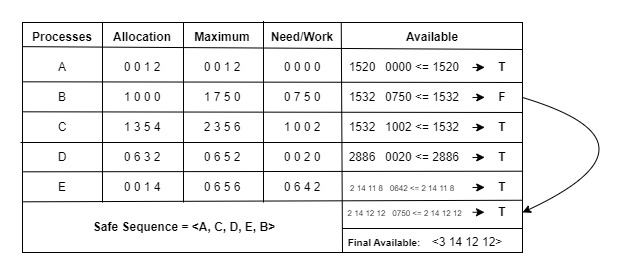 Processes Allocation Maximum Need/Work Available
A 0 0 1 2 0 0 1 2 0 0 0 0 1520 0000 <= 1520 → T
B 1 0 0 0 1 7 5 0 0 7 5 0 1532 0750 <= 1532 → F
C 1 3 5 4 2 3 5 6 1 0 0 2 1532 1002 <= 1532 → T
D 0 6 3 2 0 6 5 2 0 0 2 0 2886 0020 <= 2886 → T
E 0 0 1 4 0 6 5 6 0 6 4 2 2 14 11 8 0642 <= 2 14 11 8 → T
2 14 12 12 0750 <= 2 14 12 12 → T
Safe Sequence = <A, C, D, E, B>
Final Available: <3 14 12 12>